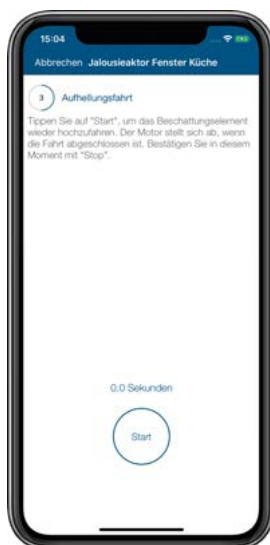 15:04
Abbrechen Jalousieaktor Fenster Küche
3 Aufhellungsfahrt
Tippen Sie auf "Start", um das Beschattungselement
wieder hochzufahren. Der Motor stellt sich ab, wenn
die Fahrt abgeschlossen ist. Bestätigen Sie in diesem
Moment mit "Stop".
0.0 Sekunden
Start